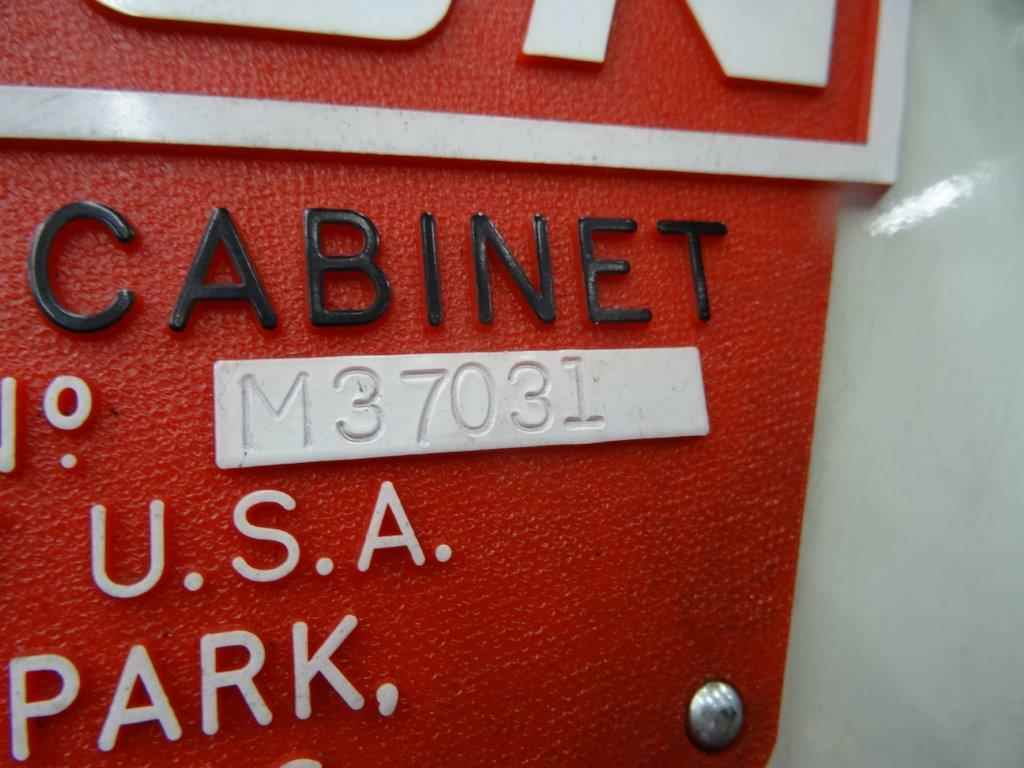 CABINET
Nº M37031
U.S.A.
PARK,